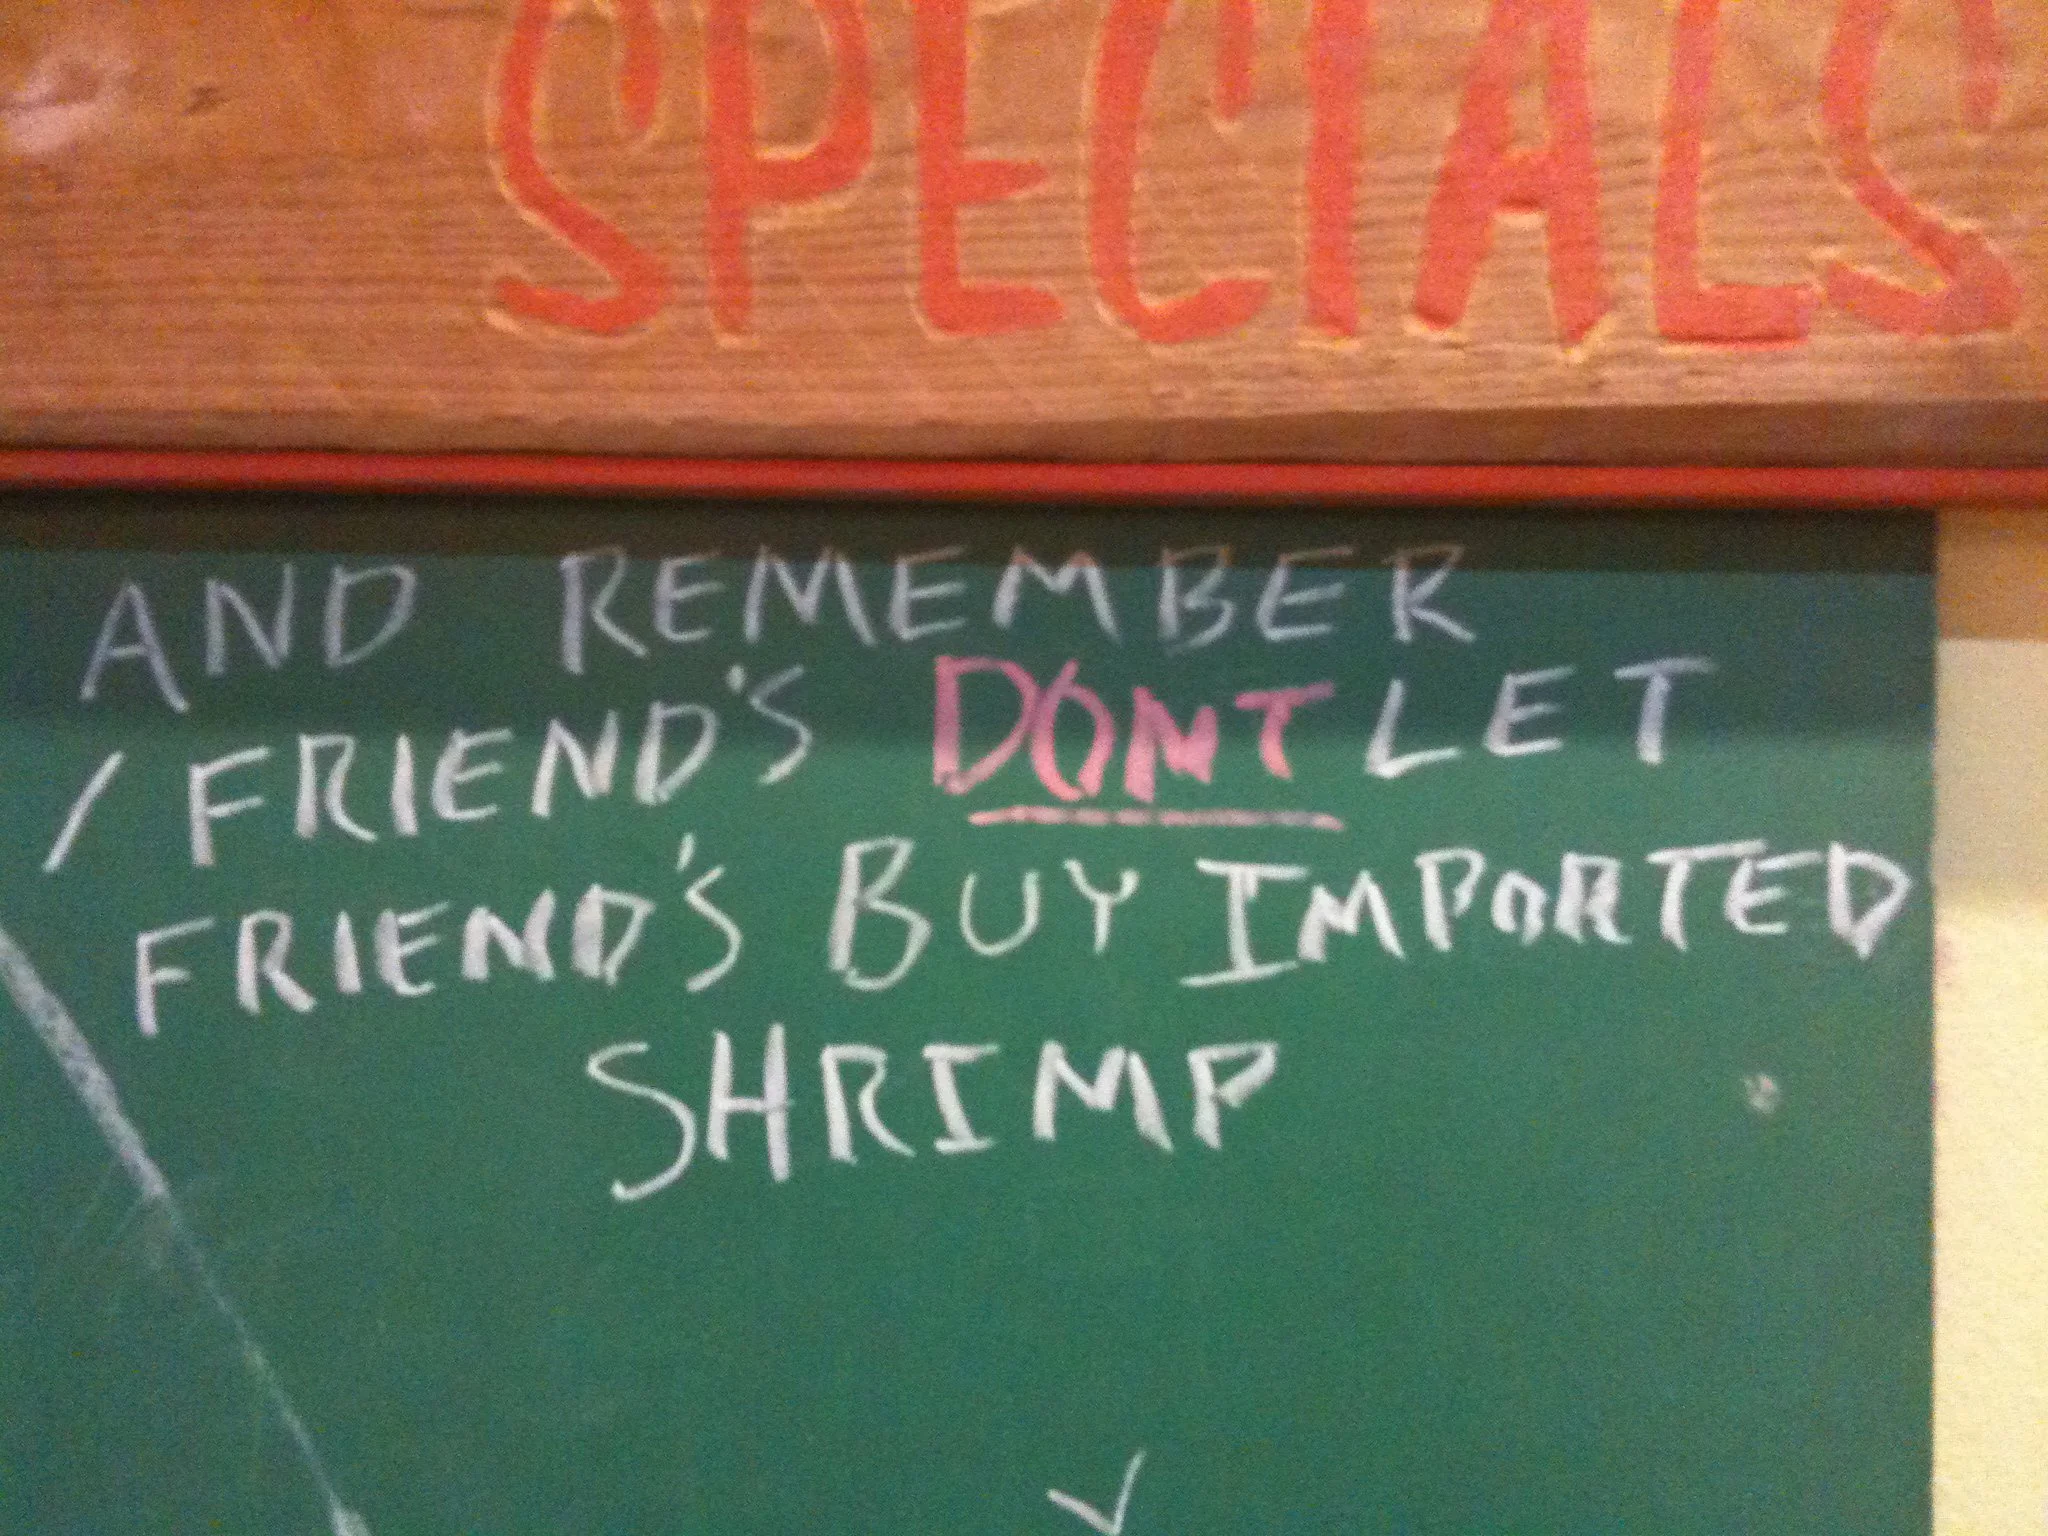 SPECIALS
AND REMEMBER
/FRIEND'S DONT LET
FRIEND'S BUY IMPORTED
SHRIMP